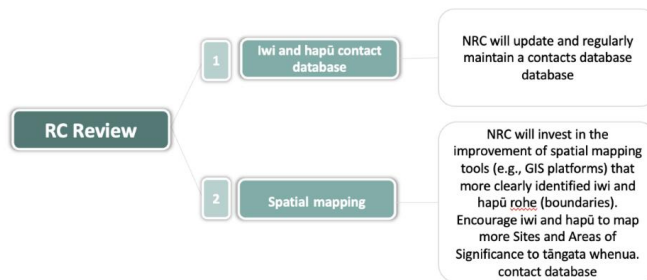 RC Review
1
Iwi and hapū contact
database
NRC will update and regularly
maintain a contacts database
database
2
Spatial mapping
NRC will invest in the
improvement of spatial mapping
tools (e.g., GIS platforms) that
more clearly identified iwi and
hapū rohe (boundaries).
Encourage iwi and hapū to map
more Sites and Areas of
Significance to tāngata whenua.
contact database